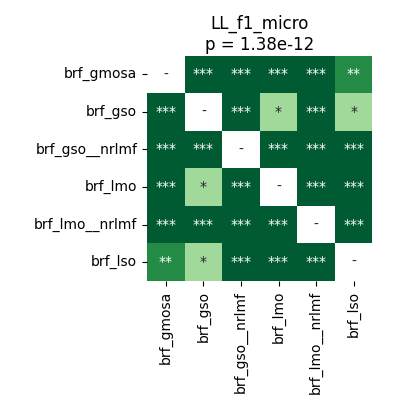 LL_f1_micro
p = 1.38e-12
brf_gmosa - *** *** *** *** **
brf_gso *** - *** * *** *
brf_gso__nrlmf *** *** - *** *** ***
brf_lmo *** * *** - *** ***
brf_lmo__nrlmf *** *** *** *** - ***
brf_lso ** * *** *** *** -
brf_gmosa
brf_gso
brf_gso__nrlmf
brf_lmo
brf_lmo__nrlmf
brf_lso